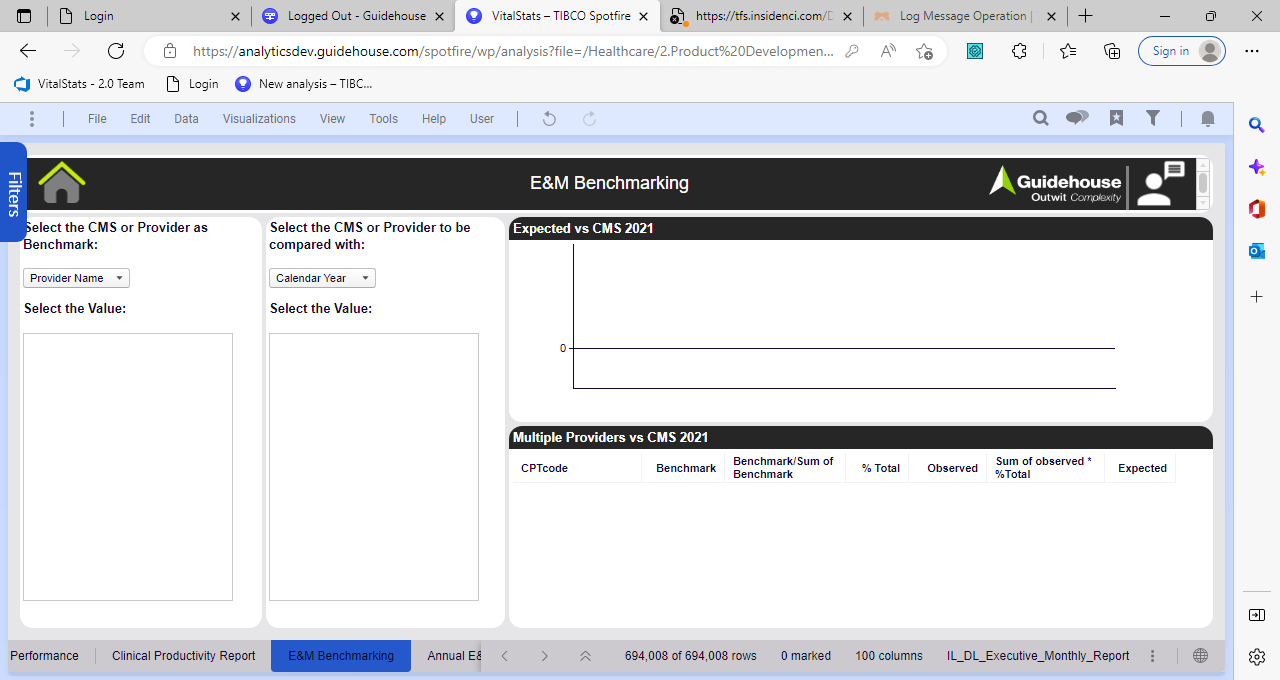 Login
Logged Out - Guidehouse
VitalStats – TIBCO Spotfire
https://tfs.insidenci.com/
Log Message Operation |
https://analyticsdev.guidehouse.com/spotfire/wp/analysis?file=/Healthcare/2.Product%20Developmen...
Sign in
VitalStats - 2.0 Team
Login
New analysis – TIBC...
File Edit Data Visualizations View Tools Help User
Filters
E&M Benchmarking
Guidehouse
Outwit Complexity
Select the CMS or Provider as
Benchmark:
Provider Name
Select the Value:
Select the CMS or Provider to be
compared with:
Calendar Year
Select the Value:
Expected vs CMS 2021
0
Multiple Providers vs CMS 2021
CPTcode Benchmark Benchmark/Sum of Benchmark % Total Observed Sum of observed * %Total Expected
Performance Clinical Productivity Report E&M Benchmarking Annual E& 694,008 of 694,008 rows 0 marked 100 columns IL_DL_Executive_Monthly_Report